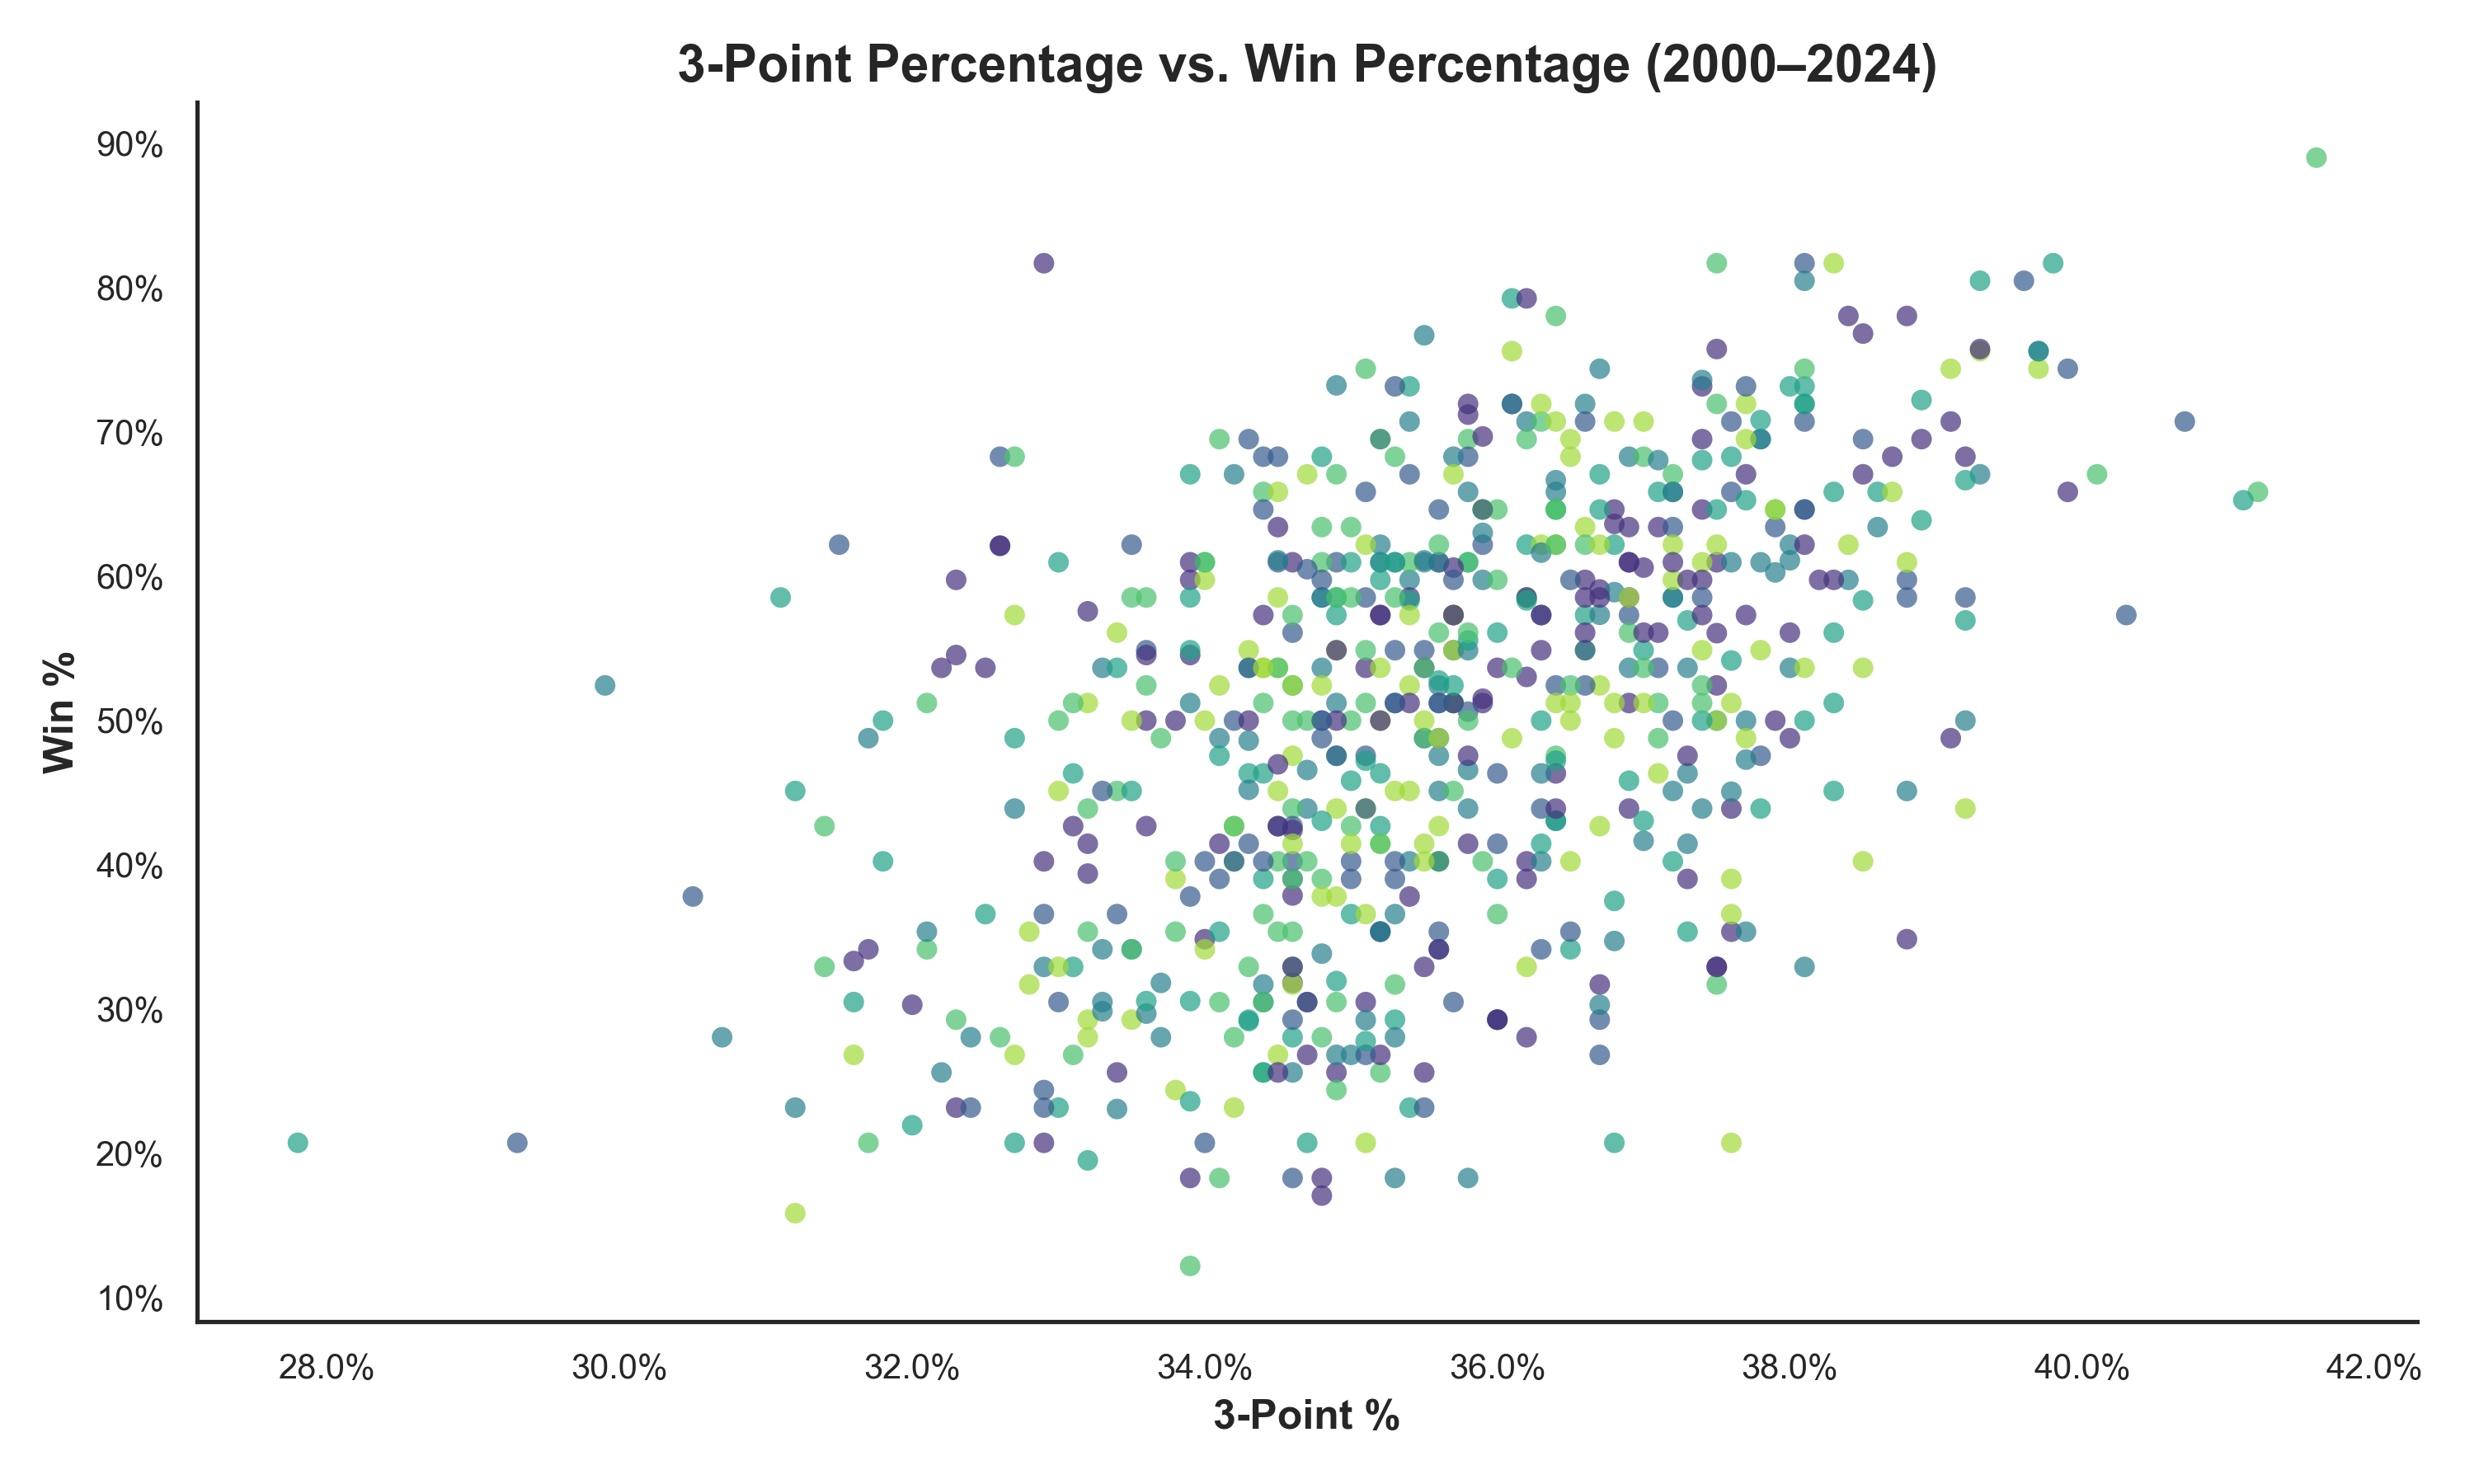 3-Point Percentage vs. Win Percentage (2000–2024)
90%
80%
70%
60%
50%
40%
30%
20%
10%
Win %
28.0% 30.0% 32.0% 34.0% 36.0% 38.0% 40.0% 42.0%
3-Point %